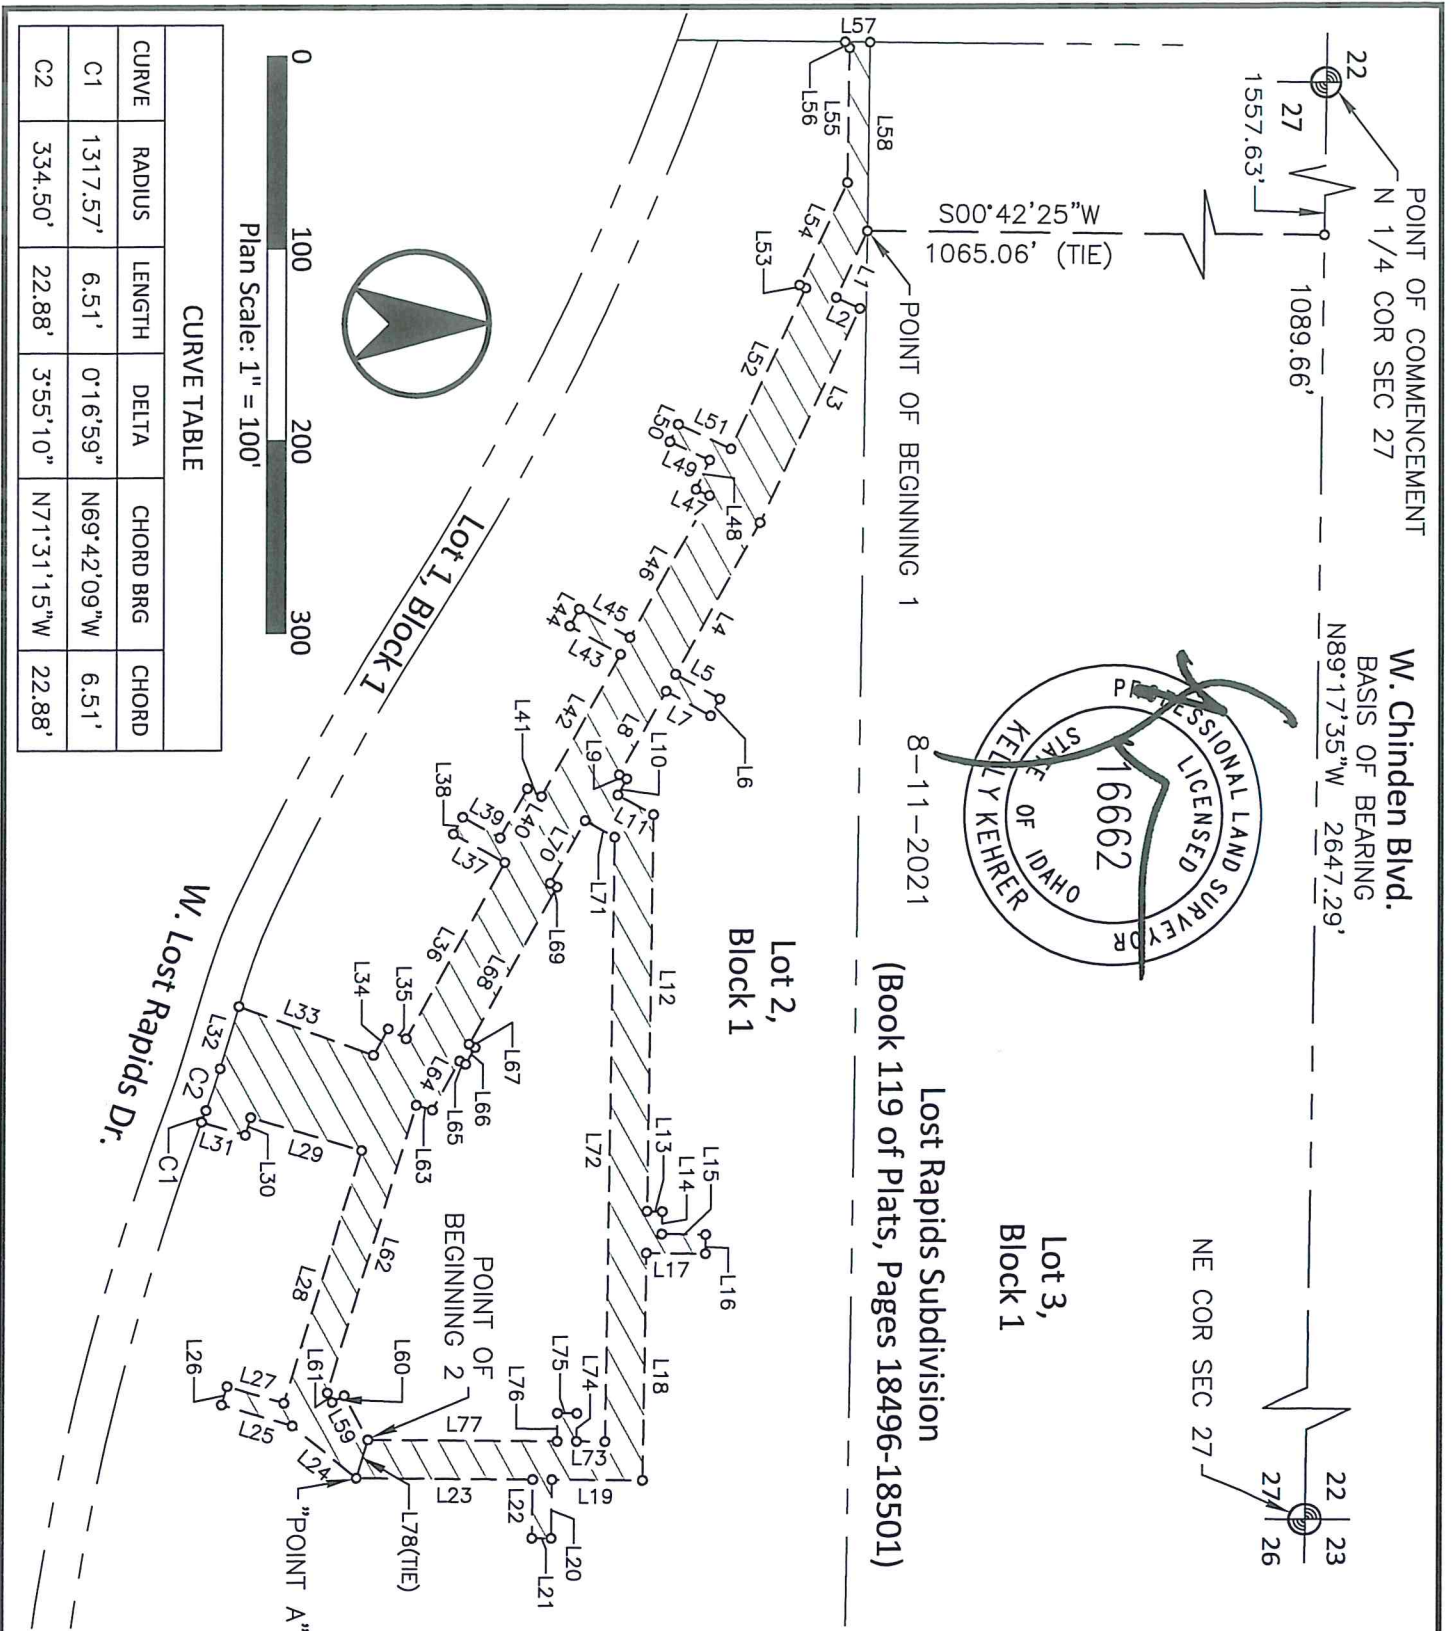 POINT OF COMMENCEMENT
N 1/4 COR SEC 27
22
27
1557.63'
1089.66'
W. Chinden Blvd.
BASIS OF BEARING
N89°17'35"W 2647.29'
NE COR SEC 27
22
23
27
26
S00°42'25"W
1065.06' (TIE)
POINT OF BEGINNING 1
PROFESSIONAL LAND SURVEYOR
LICENSED
16662
STATE OF IDAHO
KELLY KEHRER
8-11-2021
Lot 3,
Block 1
Lost Rapids Subdivision
(Book 119 of Plats, Pages 18496-18501)
Lot 2,
Block 1
L57
L58
L56
L55
L54
L53
L1
L2
L3
L52
L51
L50
L49
L48
L47
L46
L4
L5
L6
L7
L45
L44
L43
L42
L8
L9
L10
L11
L41
L40
L39
L38
L37
L70
L71
L69
L12
L36
L68
L67
L66
L65
L64
L63
L35
L34
L33
L32
C2
C1
L31
L30
L29
L72
L13
L14
L15
L16
L17
L18
L62
L28
L61
L60
L59
L27
L26
L25
L24
POINT OF
BEGINNING 2
L77
L76
L75
L74
L73
L19
L20
L21
L22
L23
L78(TIE)
"POINT A"
Lot 1, Block 1
W. Lost Rapids Dr.
0 100 200 300
Plan Scale: 1" = 100'
CURVE TABLE
CURVE RADIUS LENGTH DELTA CHORD BRG CHORD
C1 1317.57' 6.51' 0°16'59" N69°42'09"W 6.51'
C2 334.50' 22.88' 3°55'10" N71°31'15"W 22.88'